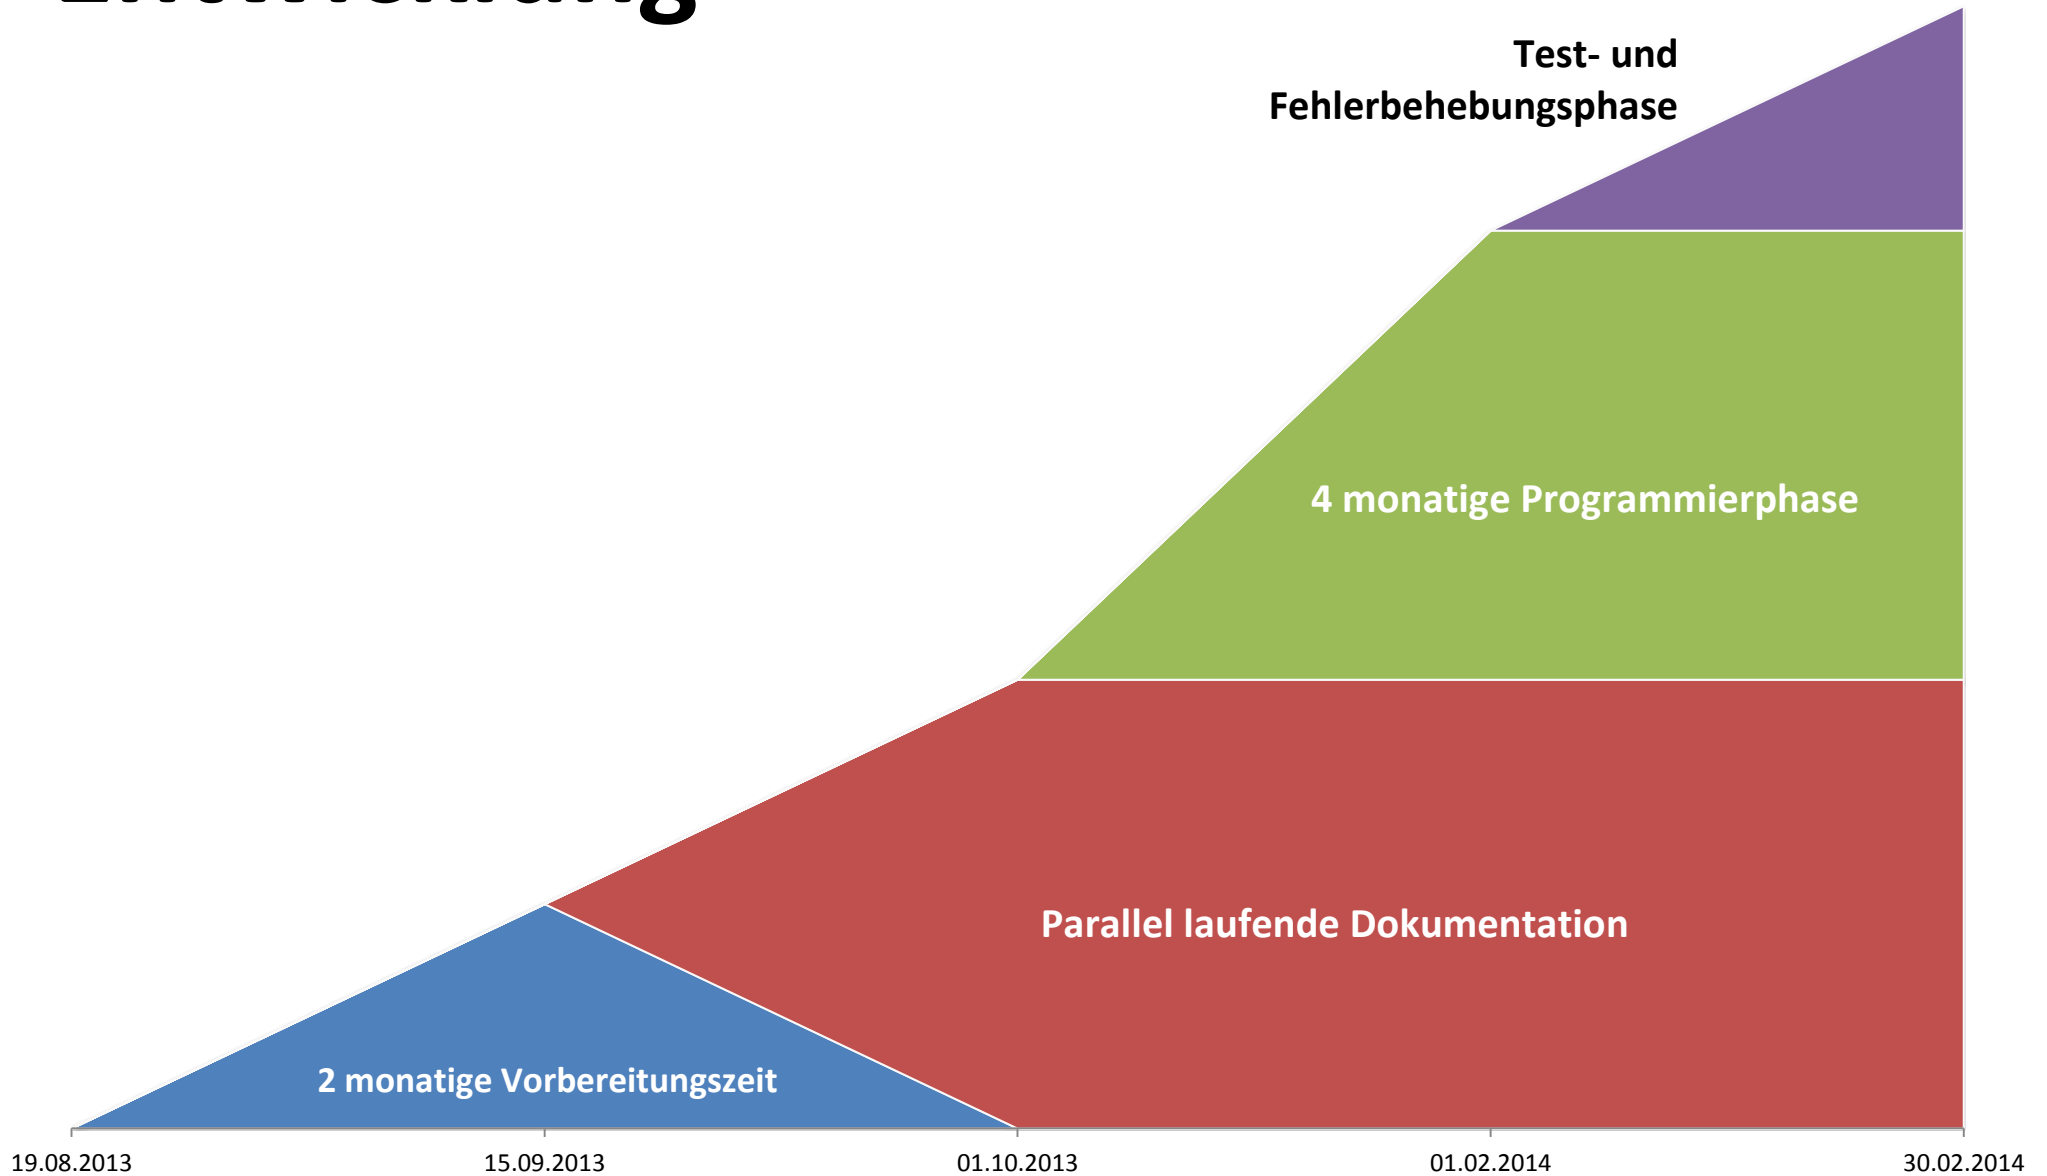 Test- und
Fehlerbehebungsphase
4 monatige Programmierphase
Parallel laufende Dokumentation
2 monatige Vorbereitungszeit
19.08.2013 15.09.2013 01.10.2013 01.02.2014 30.02.2014